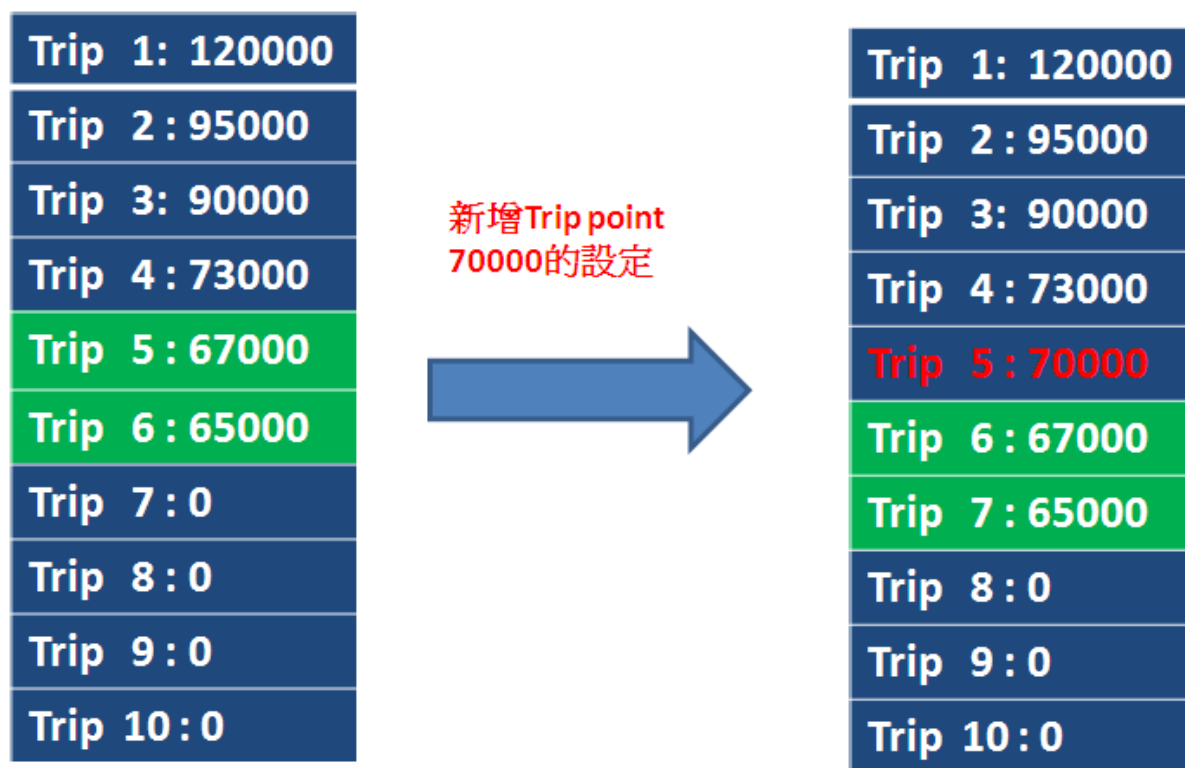 Trip 1: 120000
Trip 2 : 95000
Trip 3: 90000
Trip 4 : 73000
Trip 5 : 67000
Trip 6 : 65000
Trip 7 : 0
Trip 8 : 0
Trip 9 : 0
Trip 10 : 0
新增Trip point
70000的設定
Trip 1: 120000
Trip 2 : 95000
Trip 3: 90000
Trip 4 : 73000
Trip 5 : 70000
Trip 6 : 67000
Trip 7 : 65000
Trip 8 : 0
Trip 9 : 0
Trip 10 : 0